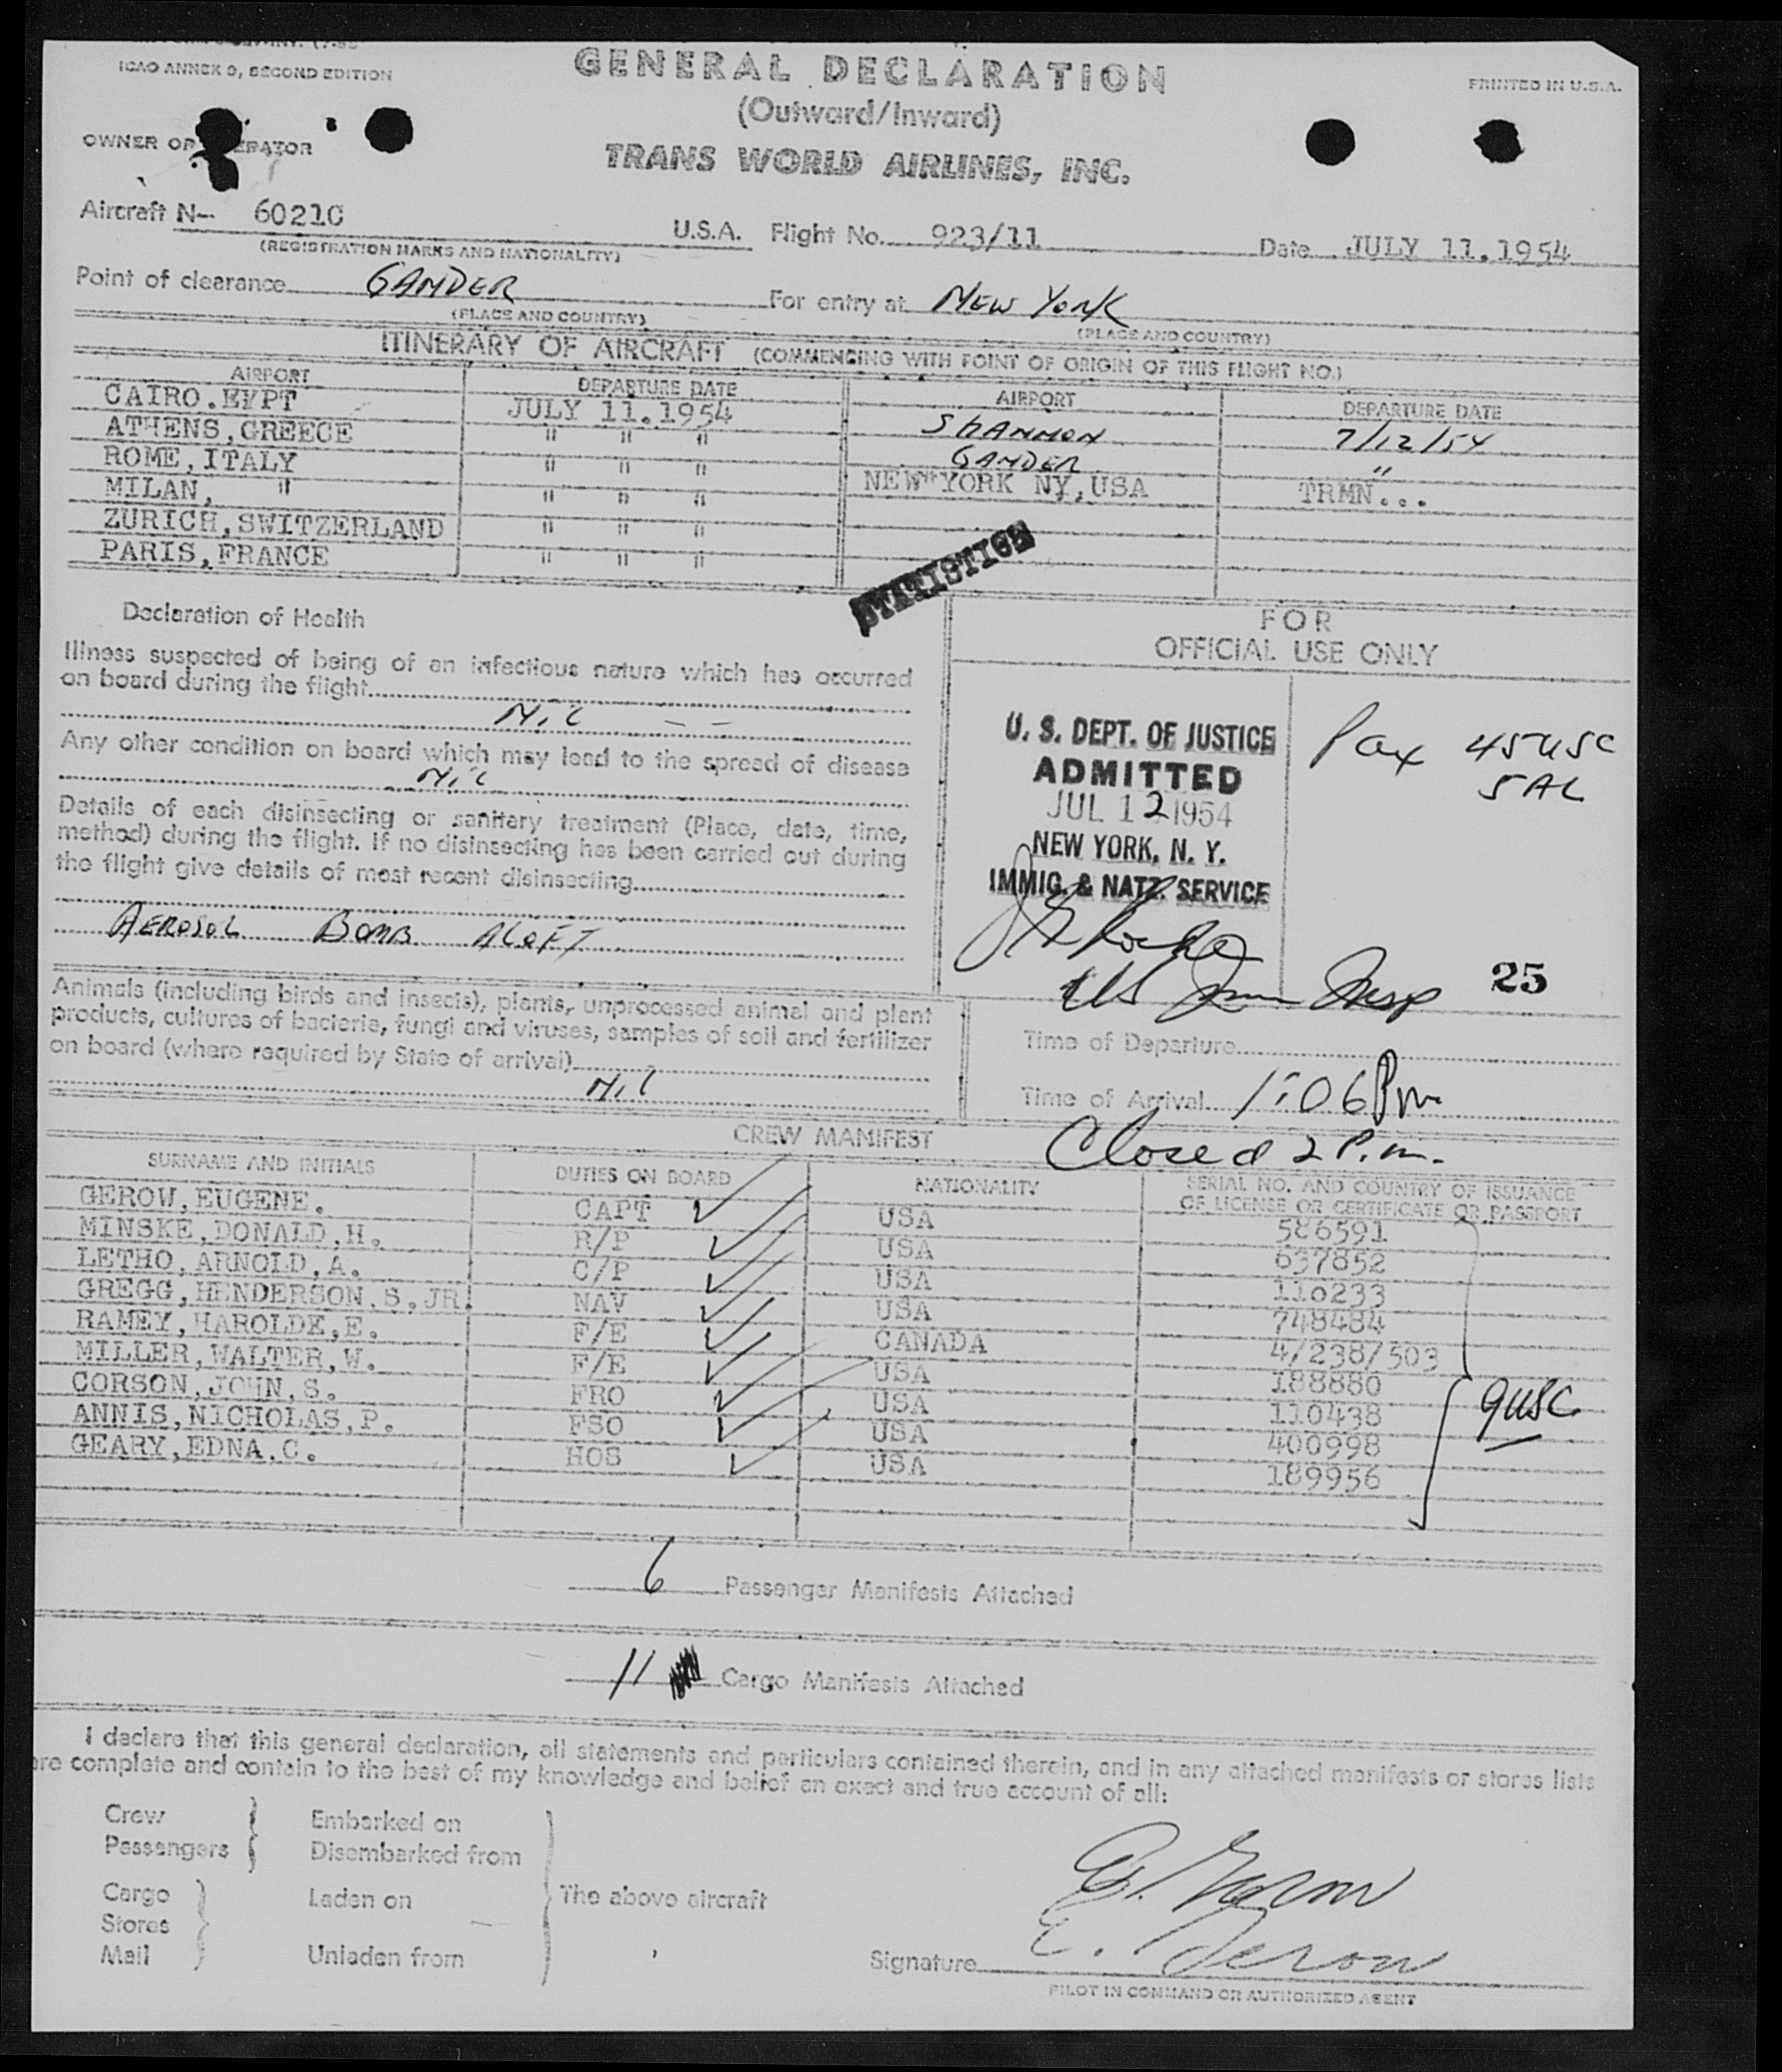 ICAO ANNEX 9, SECOND EDITION
GENERAL DECLARATION
PRINTED IN U.S.A.
(Outward/Inward)
OWNER OR OPERATOR
TRANS WORLD AIRLINES, INC.
Aircraft N- 60210 U.S.A. Flight No. 923/11 Date JULY 11.1954
(REGISTRATION MARKS AND NATIONALITY)
Point of clearance GANDER For entry at NEW YORK
(PLACE AND COUNTRY) (PLACE AND COUNTRY)
ITINERARY OF AIRCRAFT (COMMENCING WITH POINT OF ORIGIN OF THIS FLIGHT NO.)
AIRPORT DEPARTURE DATE AIRPORT DEPARTURE DATE
CAIRO.EYPT JULY 11.1954 SHANNON 7/12/54
ATHENS,GREECE " " " GANDER "
ROME,ITALY " " " NEW YORK NY,USA TRMN...
MILAN, " " " "
ZURICH,SWITZERLAND " " "
PARIS,FRANCE " " "
STATISTICS
Declaration of Health
FOR
OFFICIAL USE ONLY
Illness suspected of being of an infectious nature which has occurred
on board during the flight
Nil
Any other condition on board which may lead to the spread of disease
Nil
Details of each disinsecting or sanitary treatment (Place, date, time,
method) during the flight. If no disinsecting has been carried out during
the flight give details of most recent disinsecting
AEROSOL BOMB ALOFT
U. S. DEPT. OF JUSTICE
ADMITTED
JUL 12 1954
NEW YORK, N. Y.
IMMIG. & NATZ. SERVICE
Pax 45 USC
5 AL
US Imm Insp
25
Animals (including birds and insects), plants, unprocessed animal and plant
products, cultures of bacteria, fungi and viruses, samples of soil and fertilizer
on board (where required by State of arrival)
Nil
Time of Departure
Time of Arrival 1:06 Pm
Closed 2 P.m.
CREW MANIFEST
SURNAME AND INITIALS DUTIES ON BOARD NATIONALITY SERIAL NO. AND COUNTRY OF ISSUANCE
OF LICENSE OR CERTIFICATE OR PASSPORT
GEROW,EUGENE. CAPT USA 586591
MINSKE,DONALD,H. R/P USA 637852
LETHO,ARNOLD,A. C/P USA 110233
GREGG,HENDERSON.S.JR. NAV USA 748484
RAMEY,HAROLDE,E. F/E CANADA 4/238/503
MILLER,WALTER,W. F/E USA 188880
CORSON,JOHN,S. FRO USA 110438
ANNIS,NICHOLAS,P. FSO USA 400998
GEARY,EDNA.C. HOS USA 189956
9 USC
6 Passenger Manifests Attached
11 Cargo Manifests Attached
I declare that this general declaration, all statements and particulars contained therein, and in any attached manifests or stores lists
are complete and contain to the best of my knowledge and belief an exact and true account of all:
Crew Embarked on
Passengers Disembarked from
Cargo Laden on The above aircraft
Stores
Mail Unladen from
E. Gerow
Signature E. Gerow
PILOT IN COMMAND OR AUTHORIZED AGENT